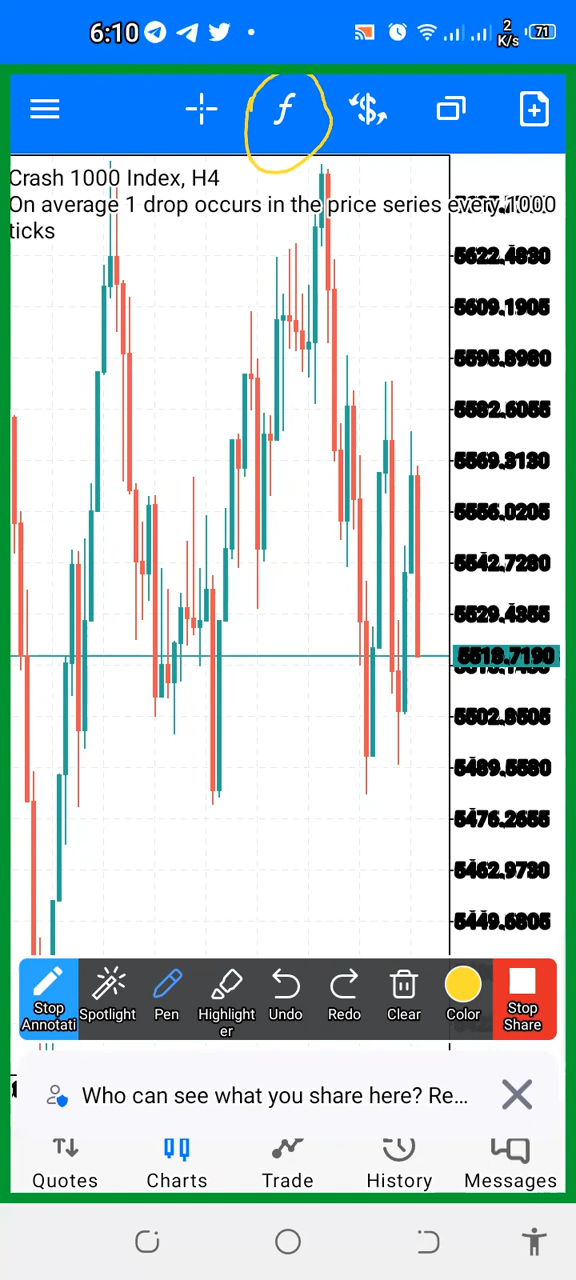 6:10
2
K/s
71
f
$
Crash 1000 Index, H4
On average 1 drop occurs in the price series every 1000
ticks
5622.4830
5609.1905
5595.8980
5582.6055
5569.3130
5556.0205
5542.7280
5529.4355
5518.7190
5502.8505
5489.5580
5476.2655
5462.9730
5449.6805
Stop
Annotati
Spotlight
Pen
Highlight
er
Undo
Redo
Clear
Color
Stop
Share
Who can see what you share here? Re...
Quotes
Charts
Trade
History
Messages